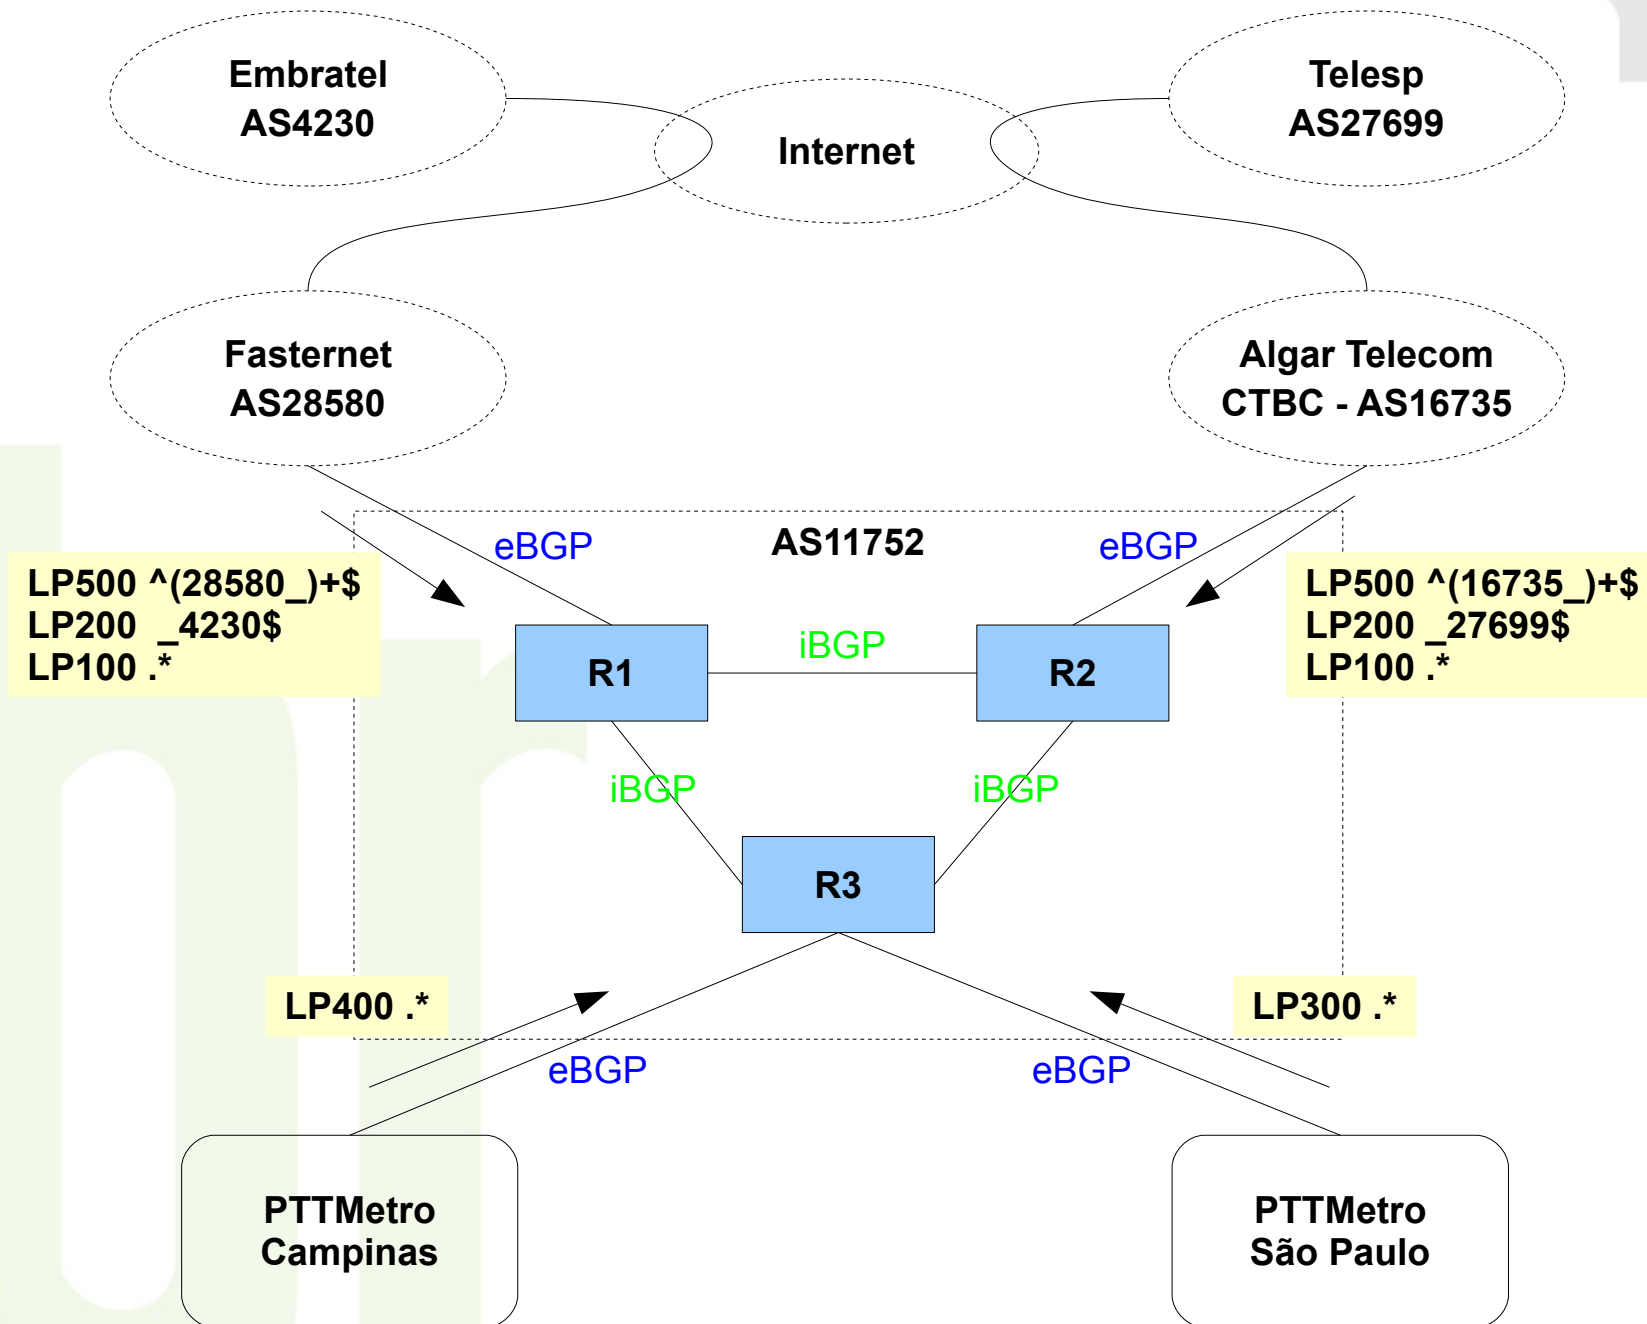 Embratel
AS4230
Internet
Telesp
AS27699
Fasternet
AS28580
Algar Telecom
CTBC - AS16735
eBGP
AS11752
eBGP
LP500 ^(28580_)+$
LP200 _4230$
LP100 .*
LP500 ^(16735_)+$
LP200 _27699$
LP100 .*
iBGP
R1
R2
iBGP
iBGP
R3
LP400 .*
LP300 .*
eBGP
eBGP
PTTMetro
Campinas
PTTMetro
São Paulo